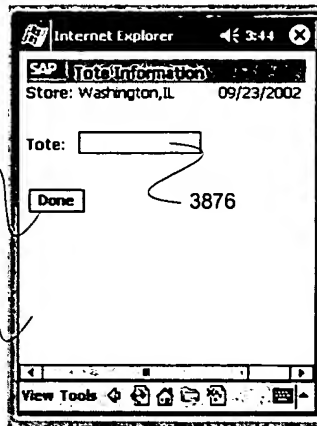 Internet Explorer 3:44
SAP Tote Information
Store: Washington,IL 09/23/2002
Tote:
Done
3876
View Tools